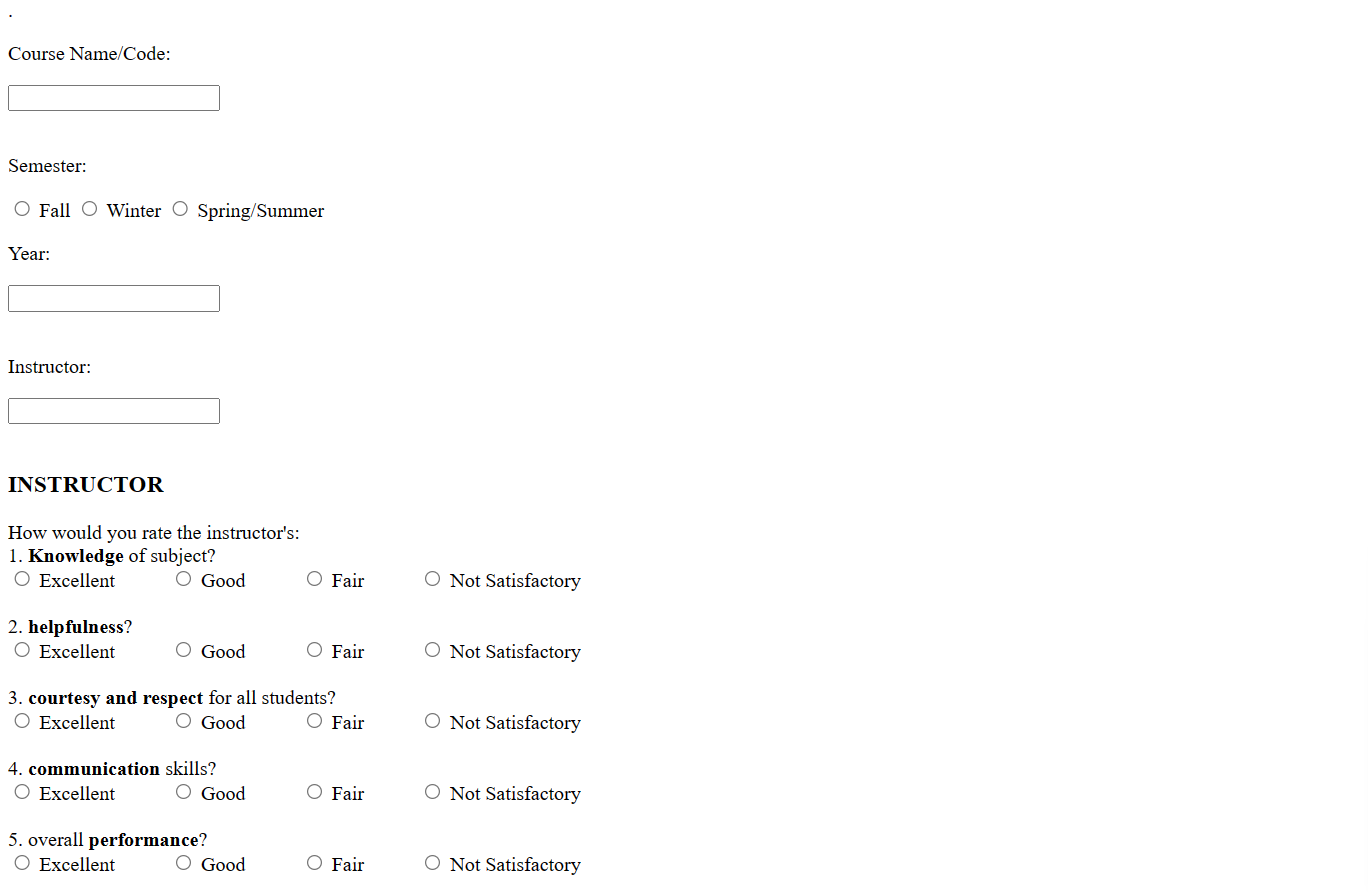 .
Course Name/Code:
Semester:
Fall Winter Spring/Summer
Year:
Instructor:
INSTRUCTOR
How would you rate the instructor's:
1. Knowledge of subject?
Excellent Good Fair Not Satisfactory
2. helpfulness?
Excellent Good Fair Not Satisfactory
3. courtesy and respect for all students?
Excellent Good Fair Not Satisfactory
4. communication skills?
Excellent Good Fair Not Satisfactory
5. overall performance?
Excellent Good Fair Not Satisfactory